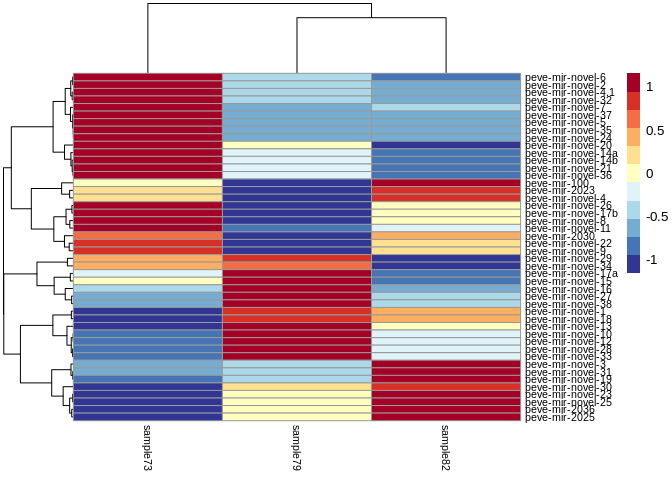 peve-mir-novel-6
peve-mir-novel-2
peve-mir-novel-4.1
peve-mir-novel-32
peve-mir-novel-7
peve-mir-novel-37
peve-mir-novel-5
peve-mir-novel-35
peve-mir-novel-24
peve-mir-novel-20
peve-mir-novel-14a
peve-mir-novel-14b
peve-mir-novel-21
peve-mir-novel-36
peve-mir-100
peve-mir-2023
peve-mir-novel-4
peve-mir-novel-26
peve-mir-novel-17b
peve-mir-novel-8
peve-mir-novel-11
peve-mir-2030
peve-mir-novel-22
peve-mir-novel-9
peve-mir-novel-29
peve-mir-novel-34
peve-mir-novel-17a
peve-mir-novel-15
peve-mir-novel-16
peve-mir-novel-27
peve-mir-novel-38
peve-mir-novel-1
peve-mir-novel-18
peve-mir-novel-13
peve-mir-novel-10
peve-mir-novel-12
peve-mir-novel-28
peve-mir-novel-33
peve-mir-novel-3
peve-mir-novel-31
peve-mir-novel-19
peve-mir-novel-30
peve-mir-novel-23
peve-mir-novel-25
peve-mir-2036
peve-mir-2025
1
0.5
0
-0.5
-1
sample73
sample79
sample82